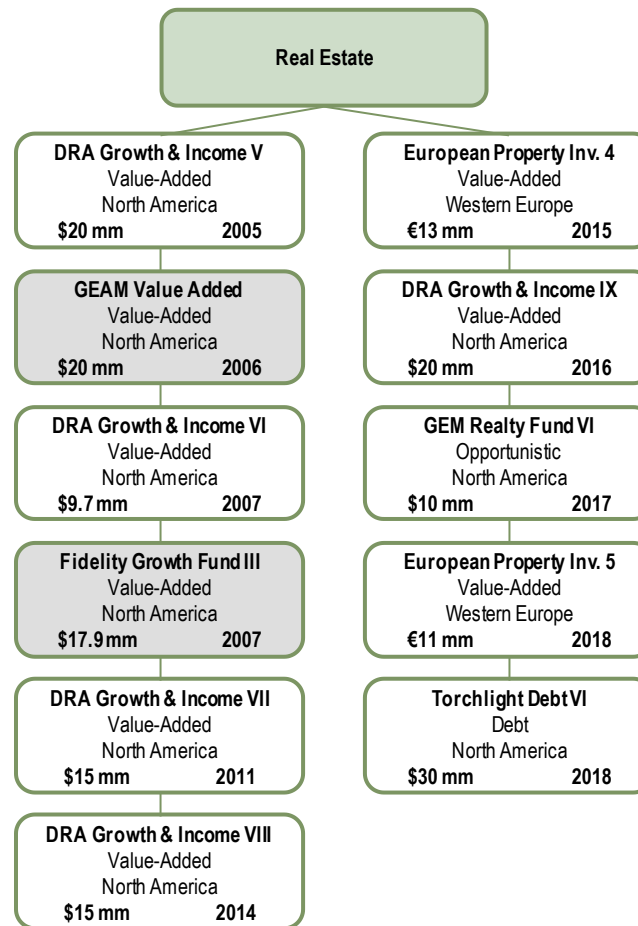 Real Estate
DRA Growth & Income V
Value-Added
North America
$20 mm 2005
GEAM Value Added
Value-Added
North America
$20 mm 2006
DRA Growth & Income VI
Value-Added
North America
$9.7 mm 2007
Fidelity Growth Fund III
Value-Added
North America
$17.9 mm 2007
DRA Growth & Income VII
Value-Added
North America
$15 mm 2011
DRA Growth & Income VIII
Value-Added
North America
$15 mm 2014
European Property Inv. 4
Value-Added
Western Europe
€13 mm 2015
DRA Growth & Income IX
Value-Added
North America
$20 mm 2016
GEM Realty Fund VI
Opportunistic
North America
$10 mm 2017
European Property Inv. 5
Value-Added
Western Europe
€11 mm 2018
Torchlight Debt VI
Debt
North America
$30 mm 2018